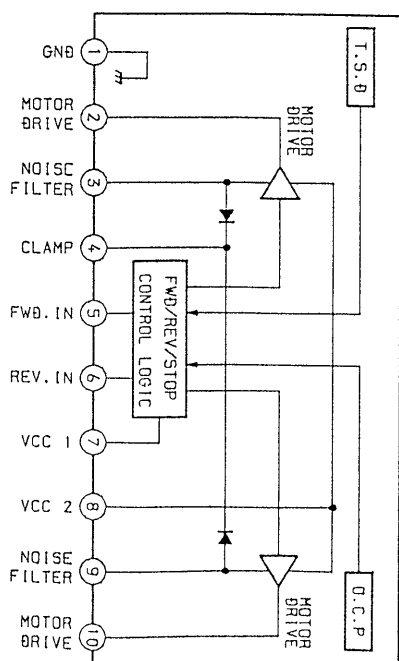 GND
1
MOTOR
DRIVE
2
NOISE
FILTER
3
CLAMP
4
FWD.IN
5
REV.IN
6
VCC 1
7
VCC 2
8
NOISE
FILTER
9
MOTOR
DRIVE
10
T.S.D
MOTOR
DRIVE
FWD/REV/STOP
CONTROL LOGIC
O.C.P
MOTOR
DRIVE